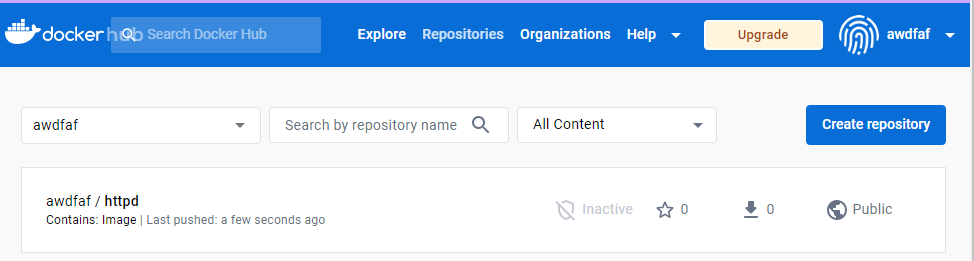 docker hub Search Docker Hub Explore Repositories Organizations Help Upgrade awdfaf
awdfaf Search by repository name All Content Create repository
awdfaf / httpd
Contains: Image | Last pushed: a few seconds ago
Inactive 0 0 Public